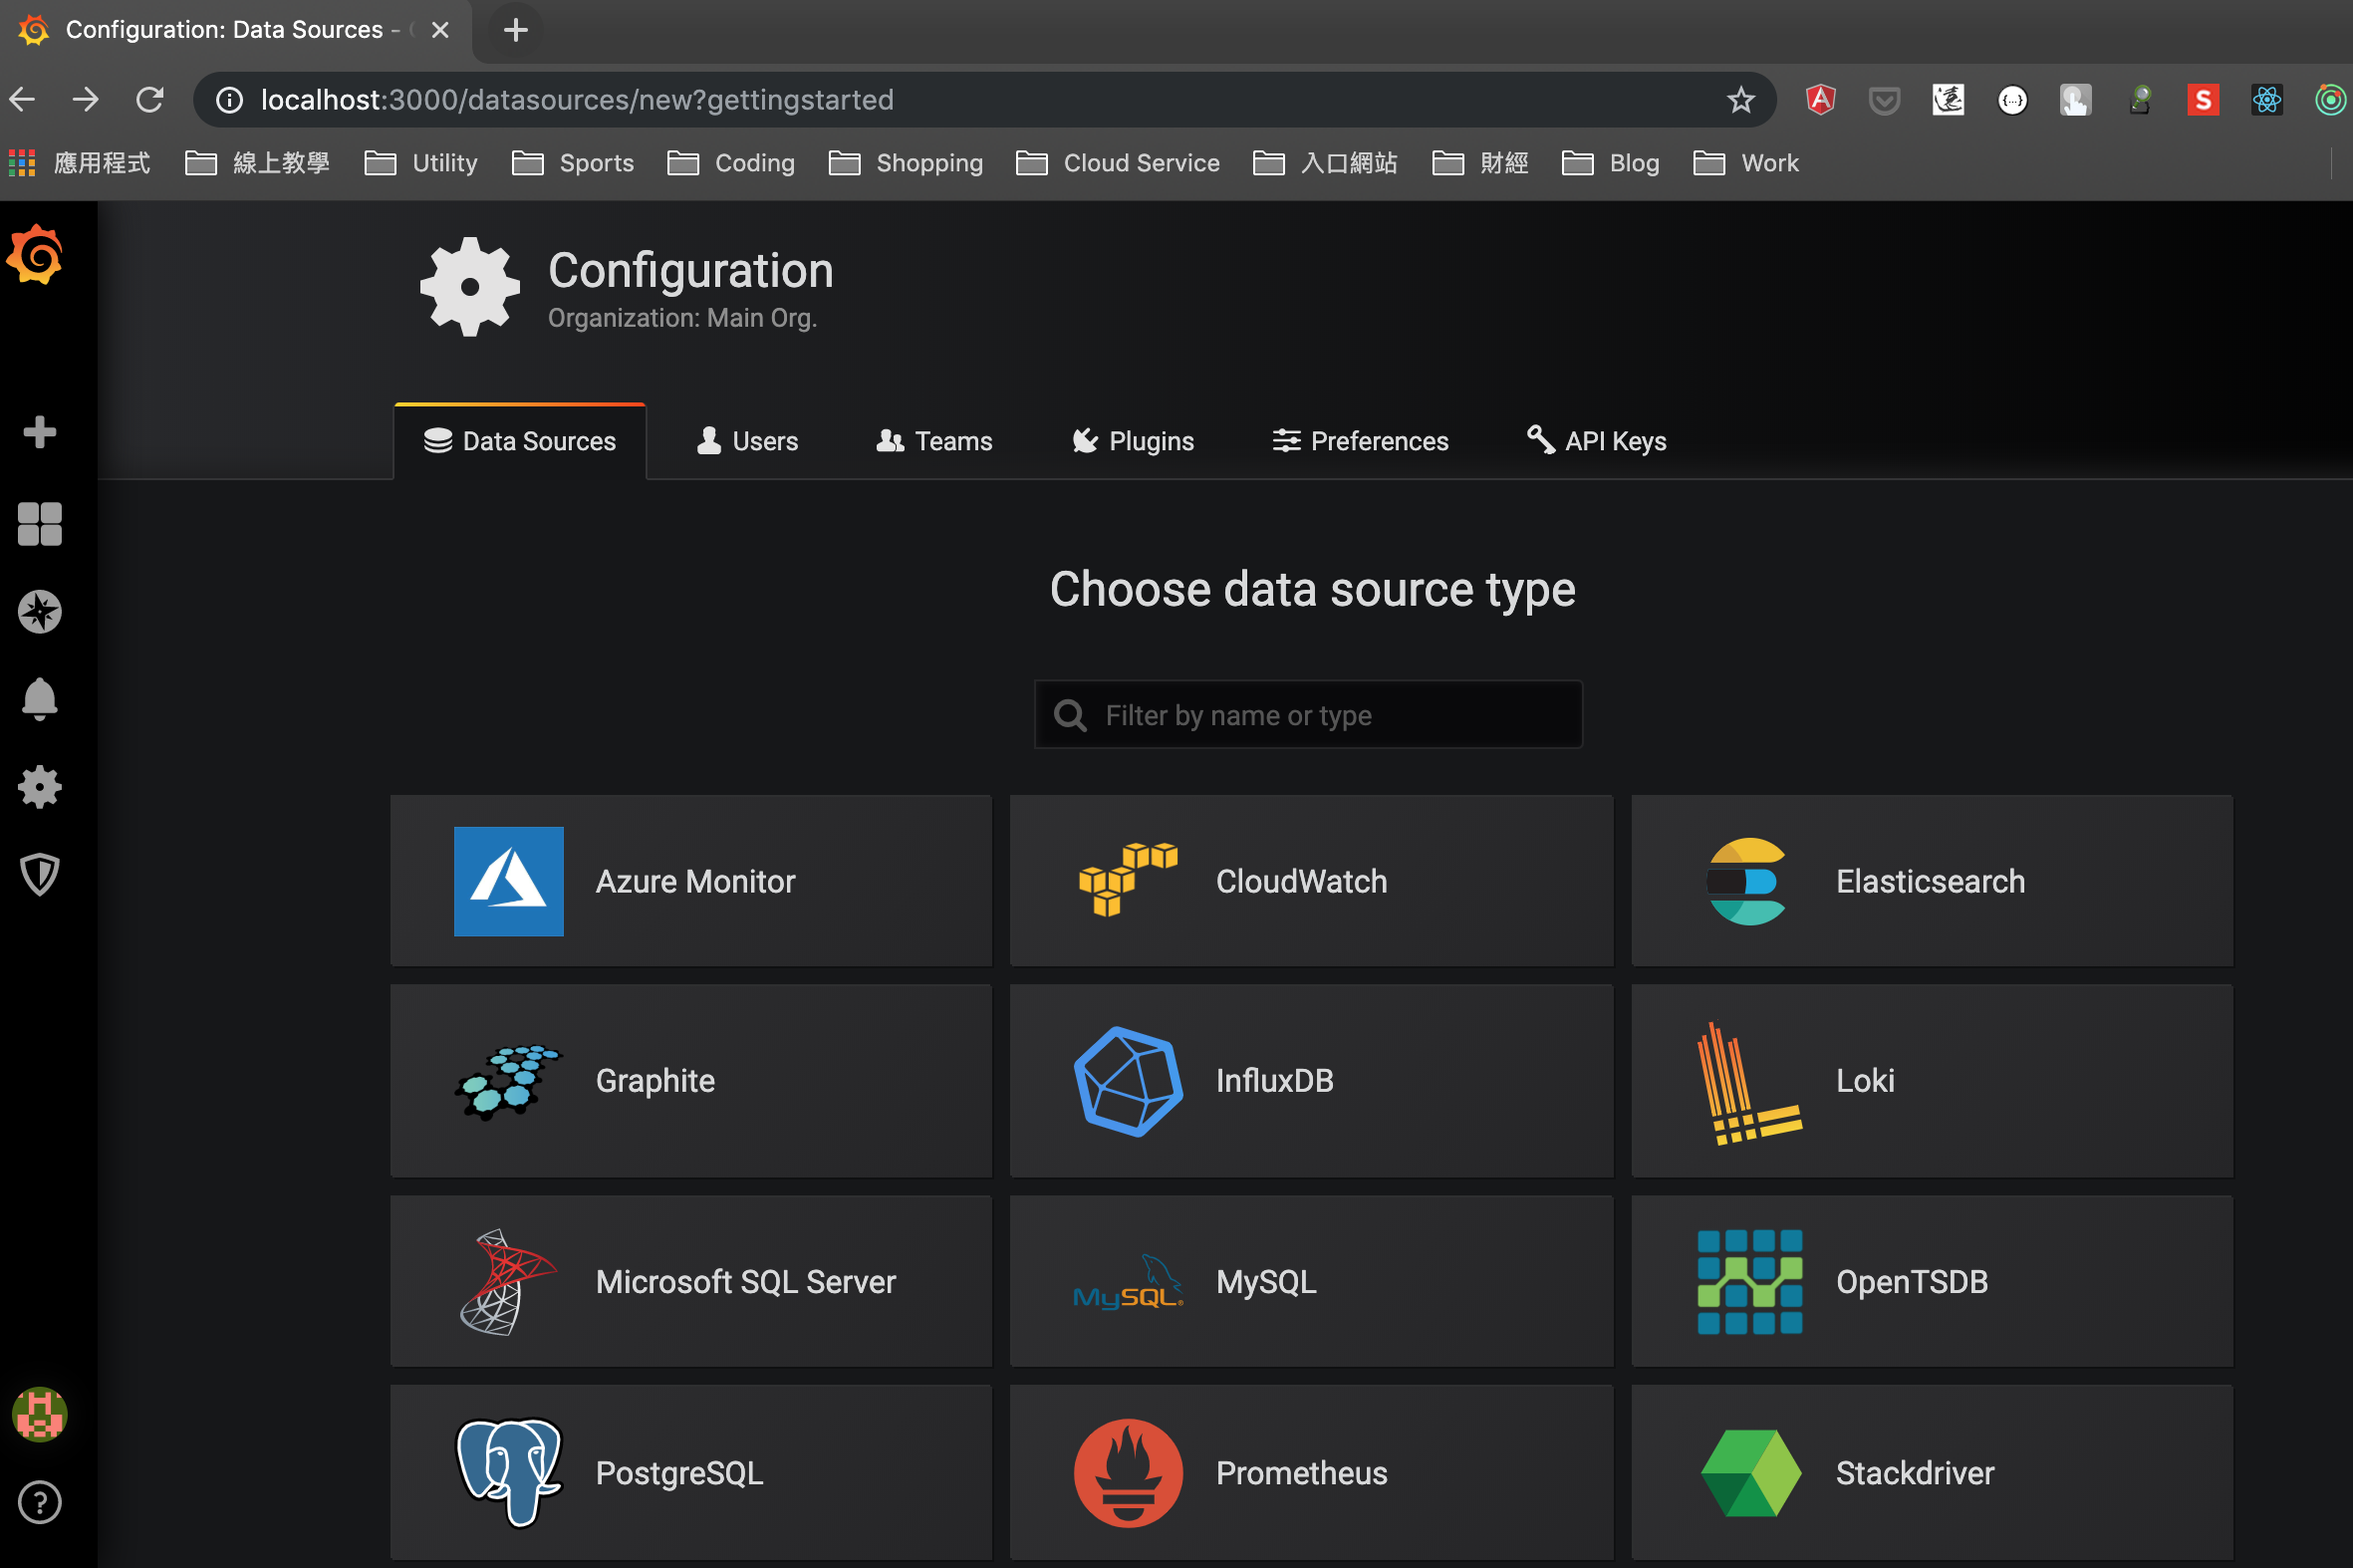 Configuration: Data Sources -
localhost:3000/datasources/new?gettingstarted
應用程式 線上教學 Utility Sports Coding Shopping Cloud Service 入口網站 財經 Blog Work
Configuration
Organization: Main Org.
Data Sources Users Teams Plugins Preferences API Keys
Choose data source type
Filter by name or type
Azure Monitor CloudWatch Elasticsearch
Graphite InfluxDB Loki
Microsoft SQL Server MySQL MySQL OpenTSDB
PostgreSQL Prometheus Stackdriver